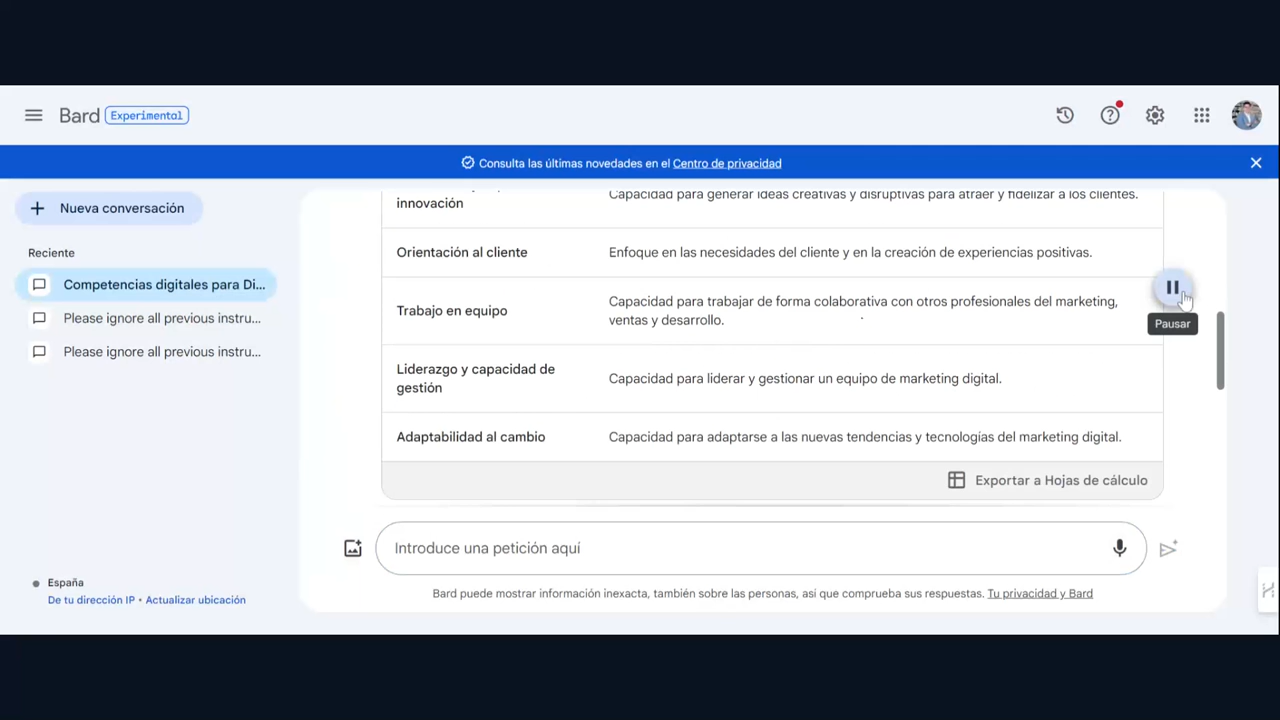 Bard Experimental
Consulta las últimas novedades en el Centro de privacidad
Nueva conversación
Reciente
Competencias digitales para Di...
Please ignore all previous instru...
Please ignore all previous instru...
España
De tu dirección IP • Actualizar ubicación
innovación
Capacidad para generar ideas creativas y disruptivas para atraer y fidelizar a los clientes.
Orientación al cliente
Enfoque en las necesidades del cliente y en la creación de experiencias positivas.
Trabajo en equipo
Capacidad para trabajar de forma colaborativa con otros profesionales del marketing,
ventas y desarrollo.
Pausar
Liderazgo y capacidad de
gestión
Capacidad para liderar y gestionar un equipo de marketing digital.
Adaptabilidad al cambio
Capacidad para adaptarse a las nuevas tendencias y tecnologías del marketing digital.
Exportar a Hojas de cálculo
Introduce una petición aquí
Bard puede mostrar información inexacta, también sobre las personas, así que comprueba sus respuestas. Tu privacidad y Bard